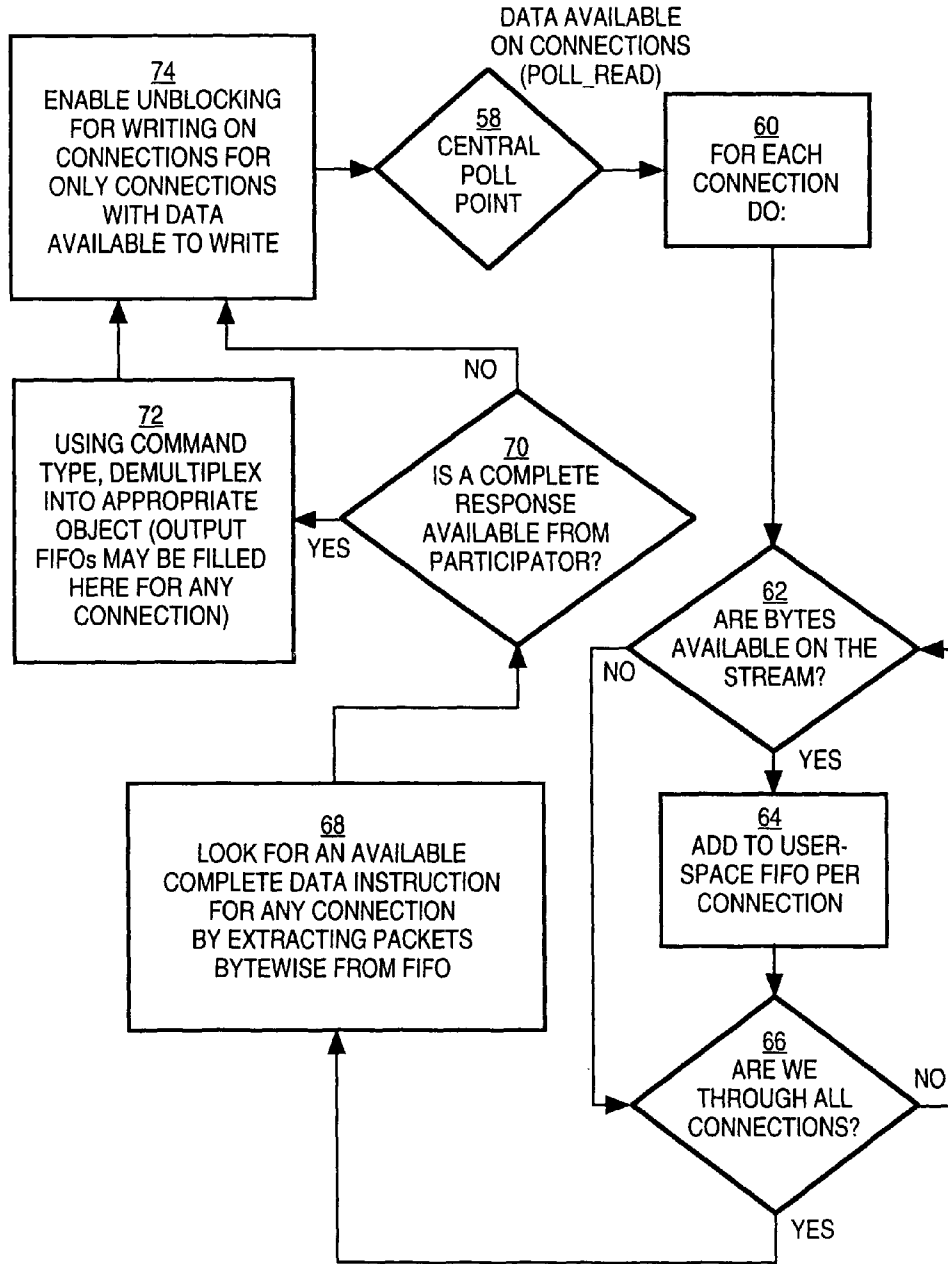 DATA AVAILABLE
ON CONNECTIONS
(POLL_READ)
74
ENABLE UNBLOCKING
FOR WRITING ON
CONNECTIONS FOR
ONLY CONNECTIONS
WITH DATA
AVAILABLE TO WRITE
58
CENTRAL
POLL
POINT
60
FOR EACH
CONNECTION
DO:
NO
72
USING COMMAND
TYPE, DEMULTIPLEX
INTO APPROPRIATE
OBJECT (OUTPUT
FIFOs MAY BE FILLED
HERE FOR ANY
CONNECTION)
YES
70
IS A COMPLETE
RESPONSE
AVAILABLE FROM
PARTICIPATOR?
62
ARE BYTES
AVAILABLE ON THE
STREAM?
NO
YES
64
ADD TO USER-
SPACE FIFO PER
CONNECTION
68
LOOK FOR AN AVAILABLE
COMPLETE DATA INSTRUCTION
FOR ANY CONNECTION
BY EXTRACTING PACKETS
BYTEWISE FROM FIFO
66
ARE WE
THROUGH ALL
CONNECTIONS?
NO
YES